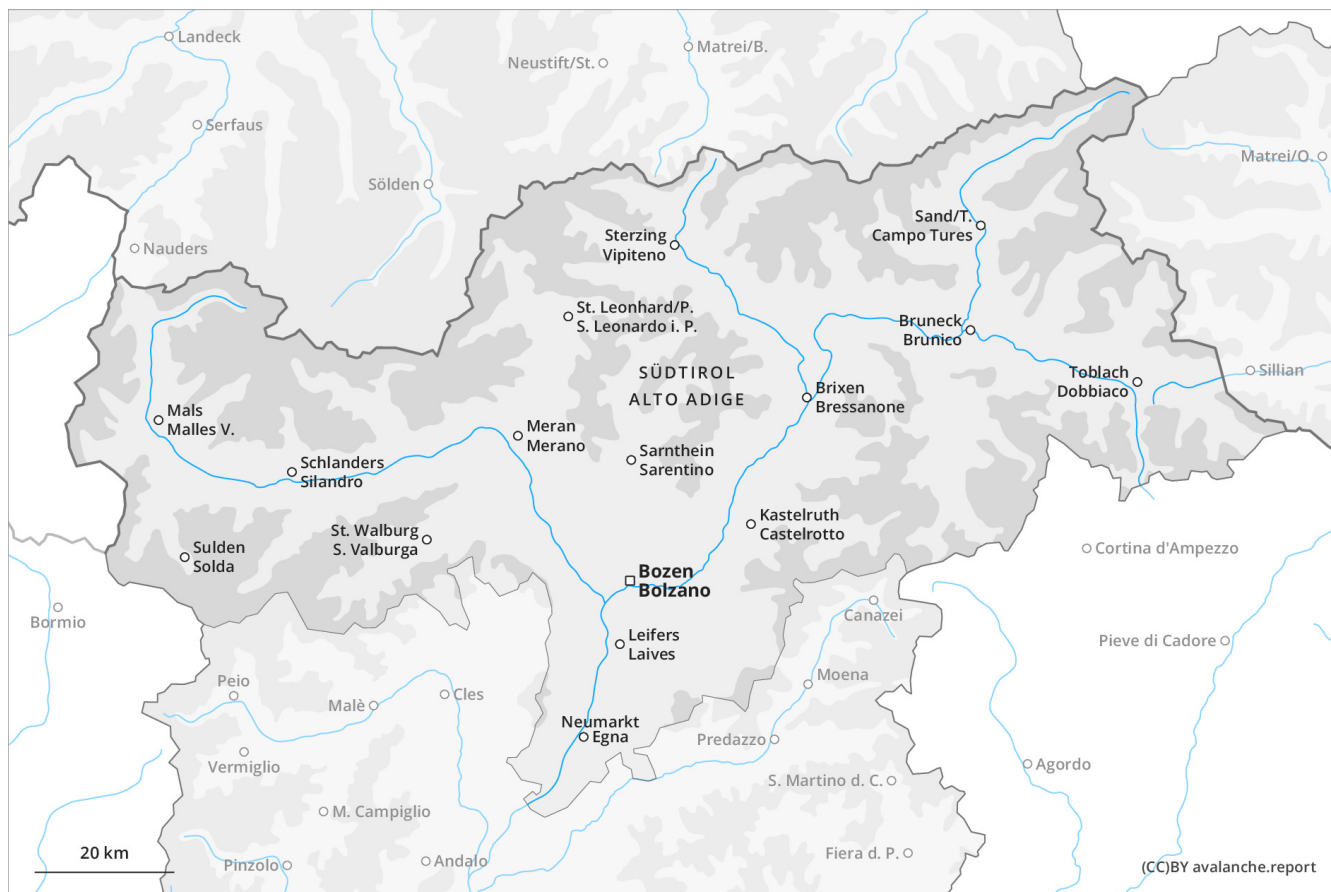 Landeck
Matrei/B.
Neustift/St.
Serfaus
Matrei/O.
Sölden
Sand/T.
Campo Tures
Sterzing
Vipiteno
Nauders
St. Leonhard/P.
S. Leonardo i. P.
Bruneck
Brunico
SÜDTIROL
ALTO ADIGE
Toblach
Dobbiaco
Sillian
Brixen
Bressanone
Mals
Malles V.
Meran
Merano
Schlanders
Silandro
Sarnthein
Sarentino
Kastelruth
Castelrotto
St. Walburg
S. Valburga
Sulden
Solda
Cortina d'Ampezzo
Bozen
Bolzano
Bormio
Canazei
Leifers
Laives
Pieve di Cadore
Peio
Malè
Cles
Moena
Neumarkt
Egna
Predazzo
Vermiglio
Agordo
S. Martino d. C.
M. Campiglio
20 km
Pinzolo
Andalo
Fiera d. P.
(CC)BY avalanche.report